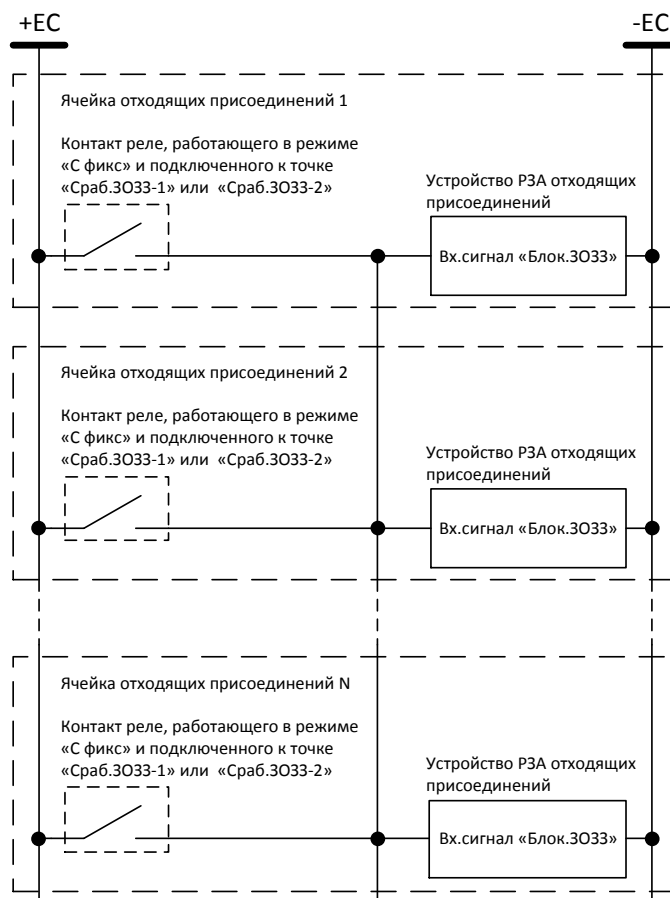 +ЕС
-ЕС
Ячейка отходящих присоединений 1
Контакт реле, работающего в режиме
«С фикс» и подключенного к точке
«Сраб.ЗОЗЗ-1» или «Сраб.ЗОЗЗ-2»
Устройство РЗА отходящих
присоединений
Вх.сигнал «Блок.ЗОЗЗ»
Ячейка отходящих присоединений 2
Контакт реле, работающего в режиме
«С фикс» и подключенного к точке
«Сраб.ЗОЗЗ-1» или «Сраб.ЗОЗЗ-2»
Устройство РЗА отходящих
присоединений
Вх.сигнал «Блок.ЗОЗЗ»
Ячейка отходящих присоединений N
Контакт реле, работающего в режиме
«С фикс» и подключенного к точке
«Сраб.ЗОЗЗ-1» или «Сраб.ЗОЗЗ-2»
Устройство РЗА отходящих
присоединений
Вх.сигнал «Блок.ЗОЗЗ»